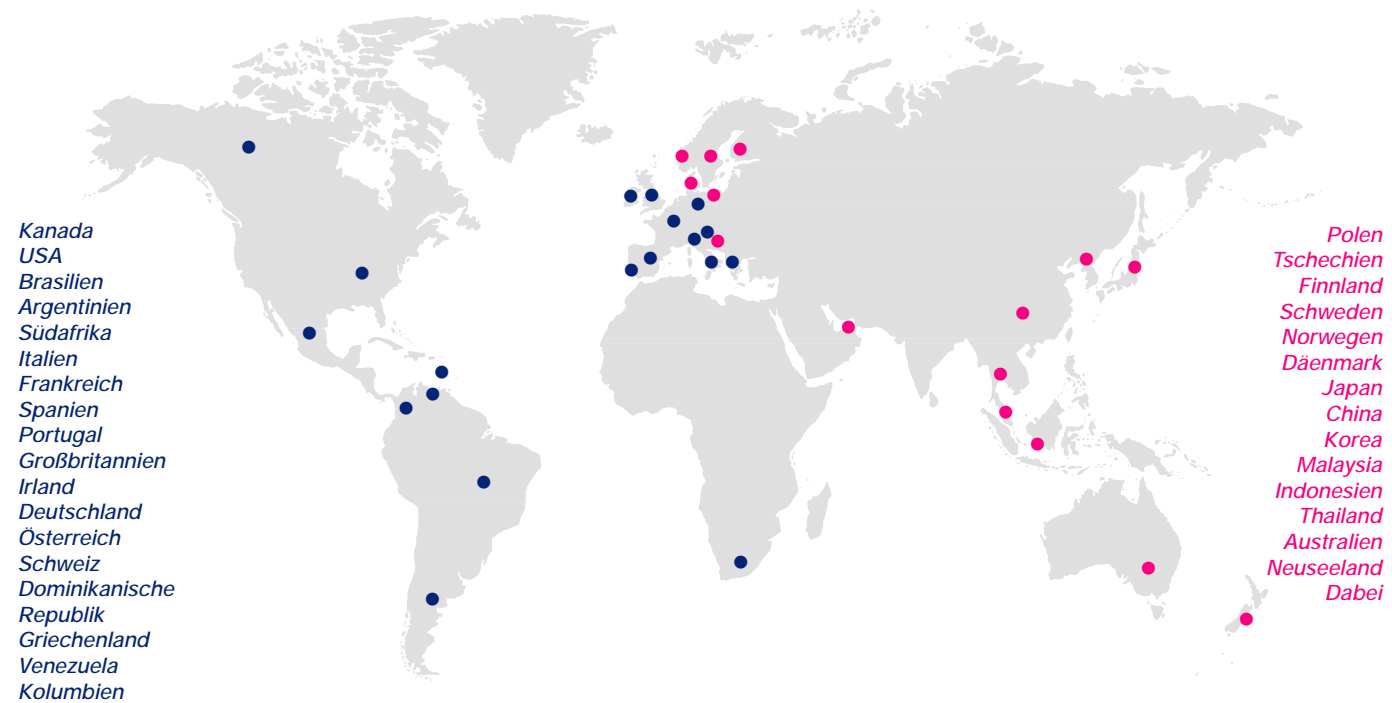 Kanada
USA
Brasilien
Argentinien
Südafrika
Italien
Frankreich
Spanien
Portugal
Großbritannien
Irland
Deutschland
Österreich
Schweiz
Dominikanische
Republik
Griechenland
Venezuela
Kolumbien
Polen
Tschechien
Finnland
Schweden
Norwegen
Däenmark
Japan
China
Korea
Malaysia
Indonesien
Thailand
Australien
Neuseeland
Dabei